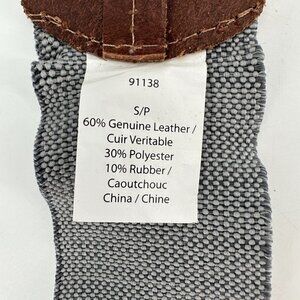 91138
S/P
60% Genuine Leather /
Cuir Veritable
30% Polyester
10% Rubber /
Caoutchouc
China / Chine